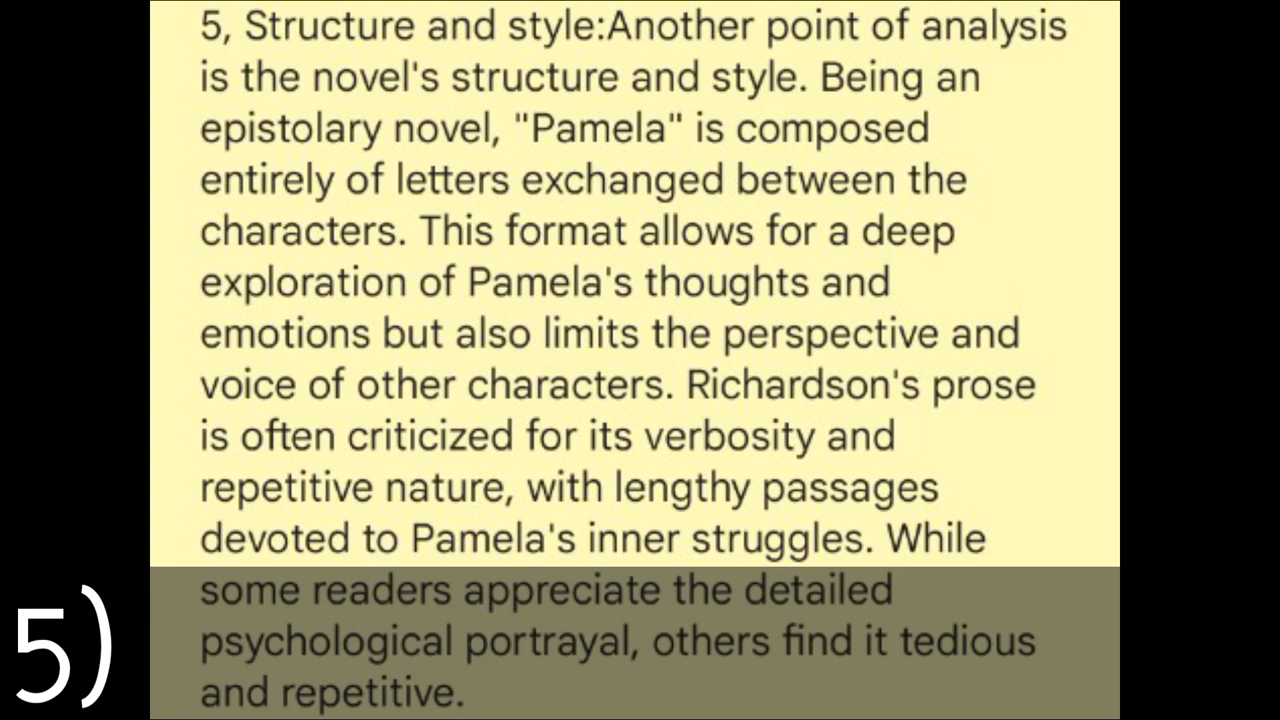 5, Structure and style:Another point of analysis
is the novel's structure and style. Being an
epistolary novel, "Pamela" is composed
entirely of letters exchanged between the
characters. This format allows for a deep
exploration of Pamela's thoughts and
emotions but also limits the perspective and
voice of other characters. Richardson's prose
is often criticized for its verbosity and
repetitive nature, with lengthy passages
devoted to Pamela's inner struggles. While
some readers appreciate the detailed
psychological portrayal, others find it tedious
and repetitive.
5)